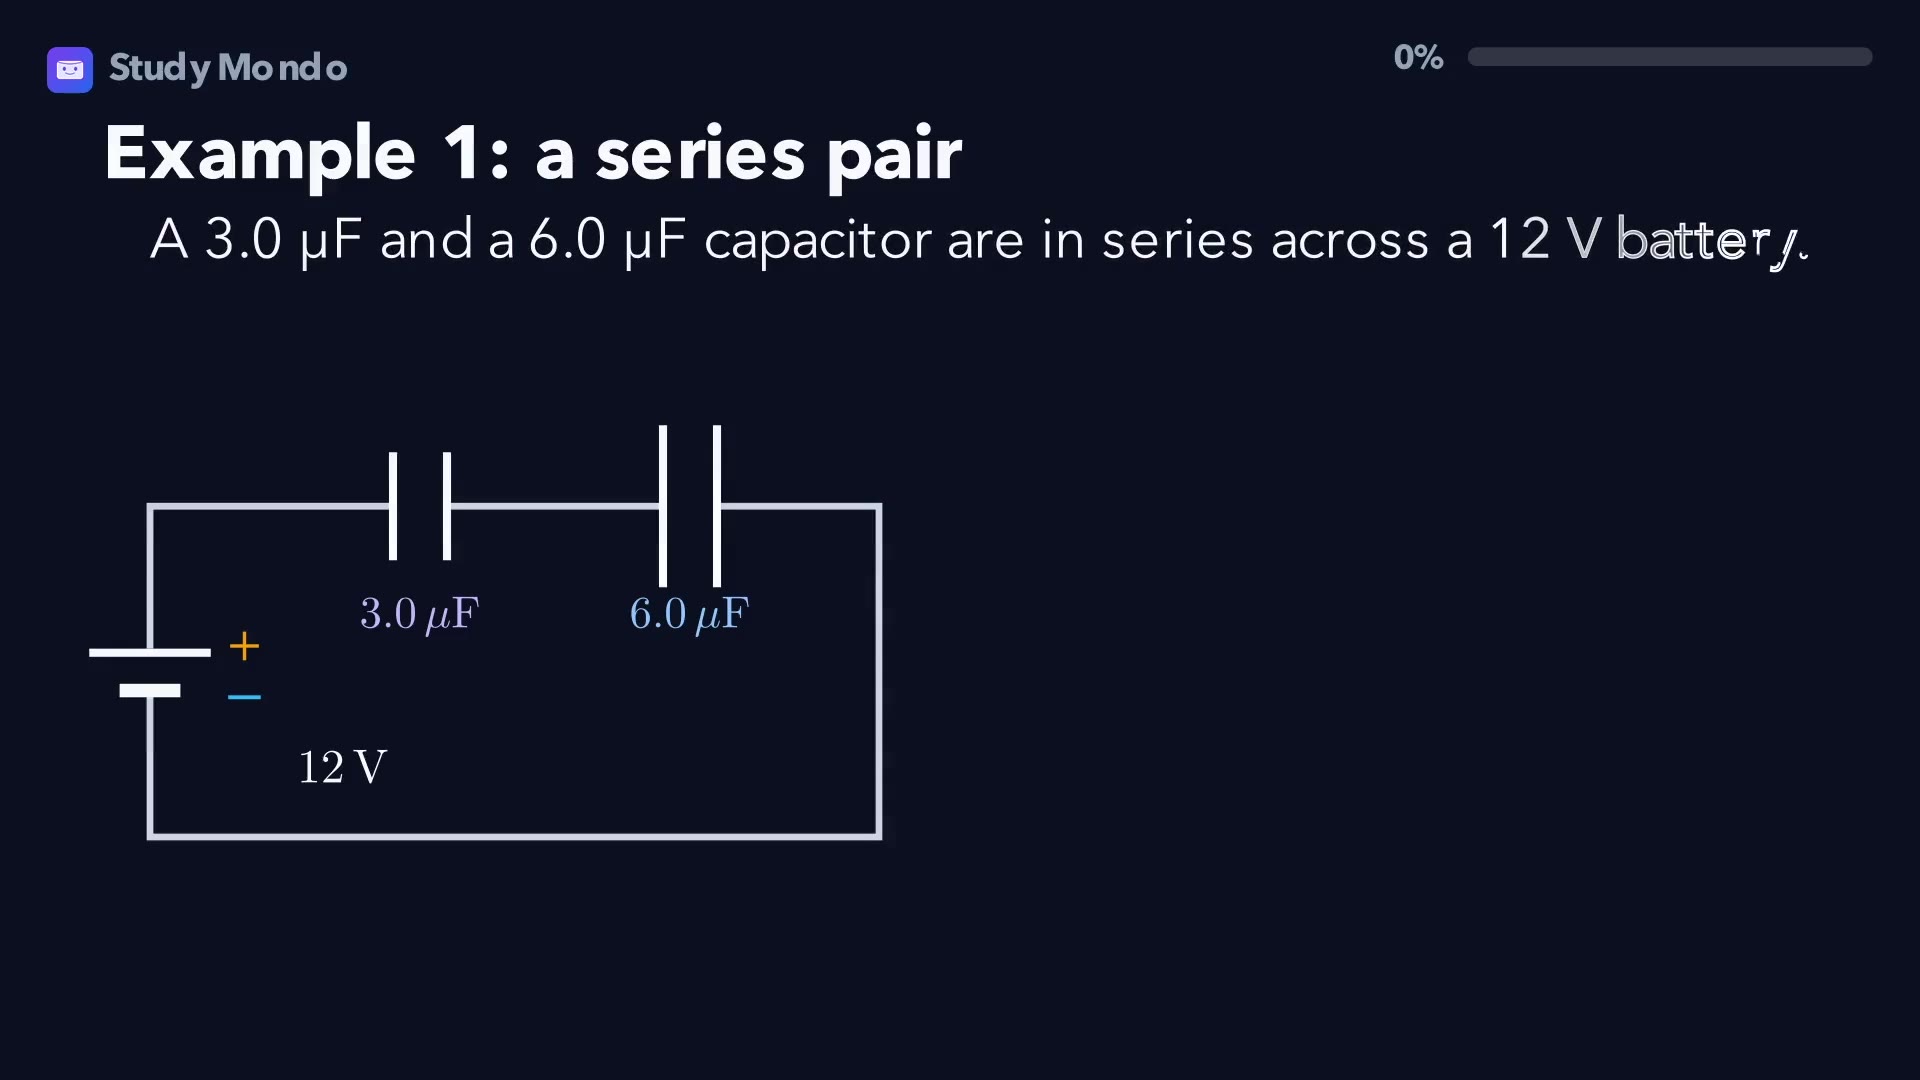 Study Mondo
0%
Example 1: a series pair
A 3.0 µF and a 6.0 µF capacitor are in series across a 12 V battery.
3.0 µF
6.0 µF
+
−
12 V